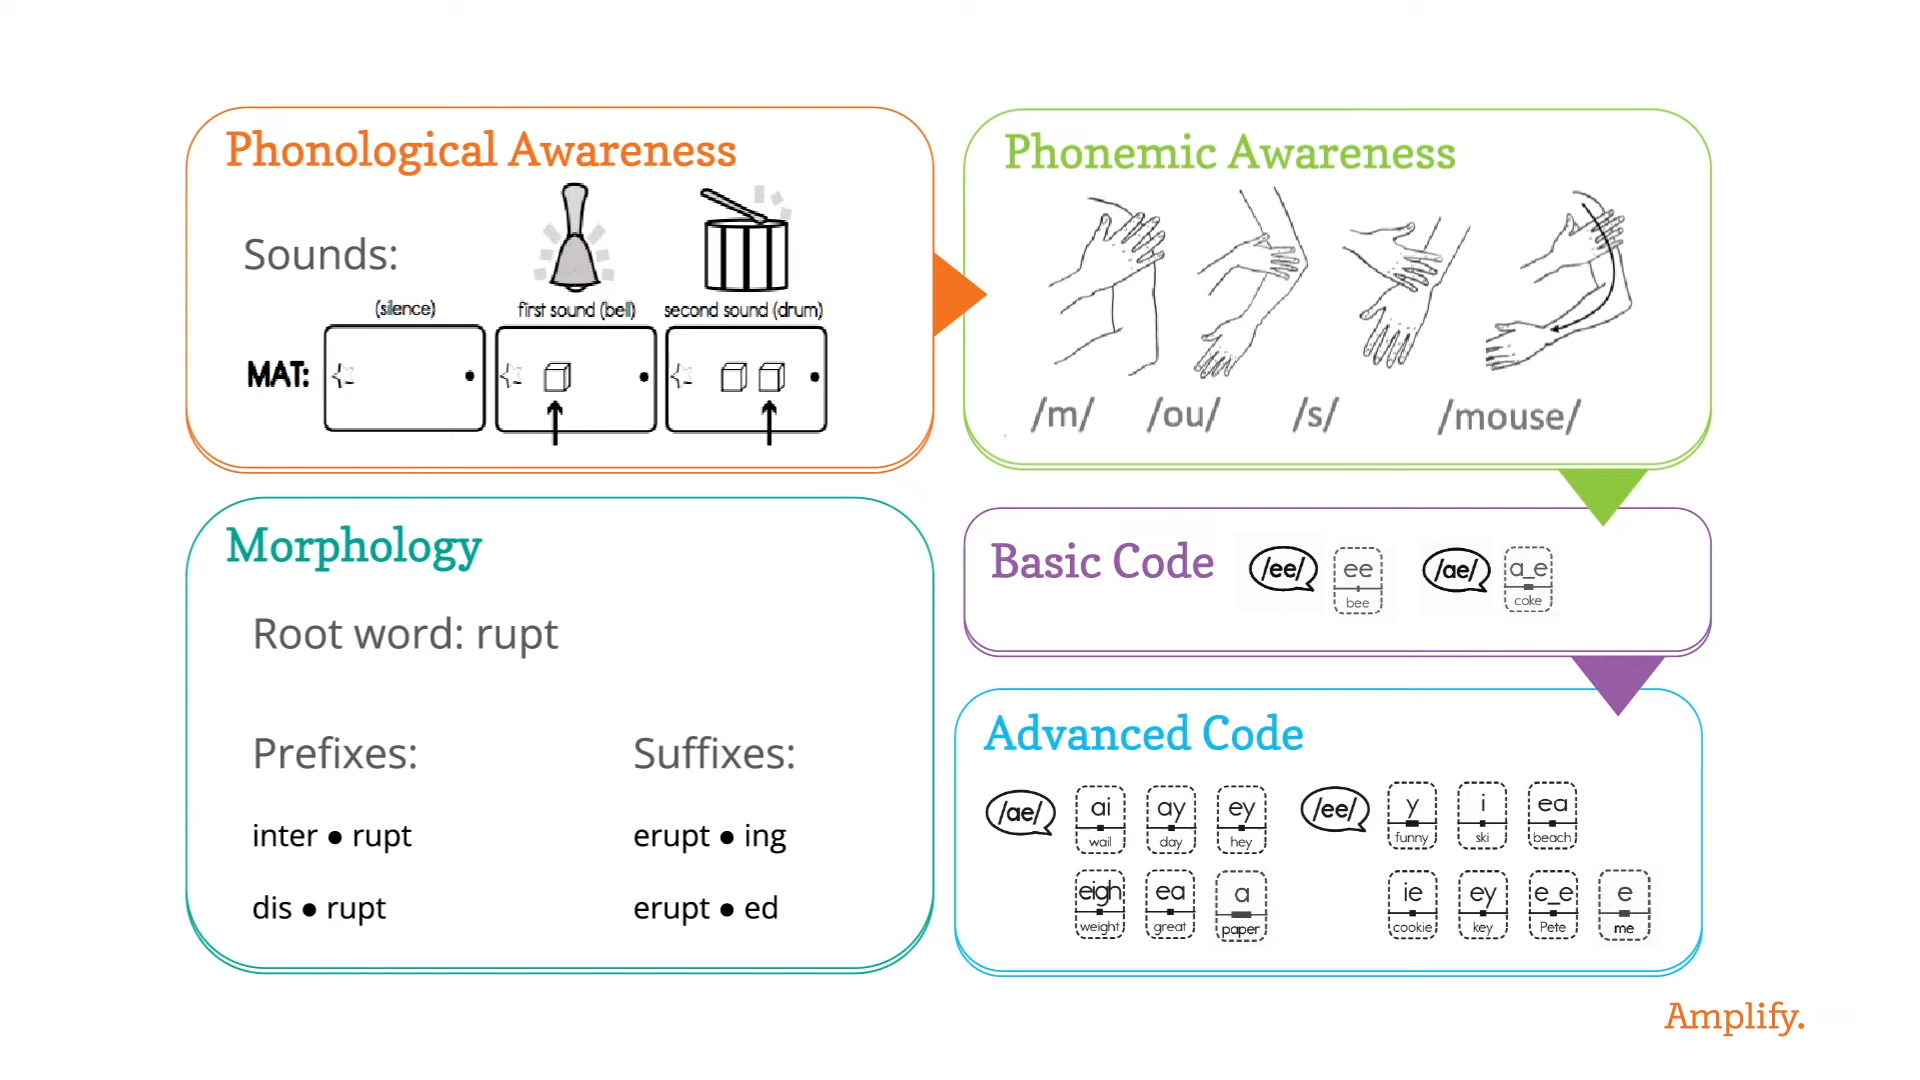 Phonological Awareness
Sounds:
(silence)
first sound (bell)
second sound (drum)
MAT:
Phonemic Awareness
/m/ /ou/ /s/ /mouse/
Morphology
Root word: rupt
Prefixes:
Suffixes:
inter ● rupt
erupt ● ing
dis ● rupt
erupt ● ed
Basic Code
/ee/
ee
bee
/ae/
a_e
coke
Advanced Code
/ae/
ai
wail
ay
day
ey
hey
eigh
weight
ea
great
a
paper
/ee/
y
funny
i
ski
ea
beach
ie
cookie
ey
key
e_e
Pete
e
me
Amplify.